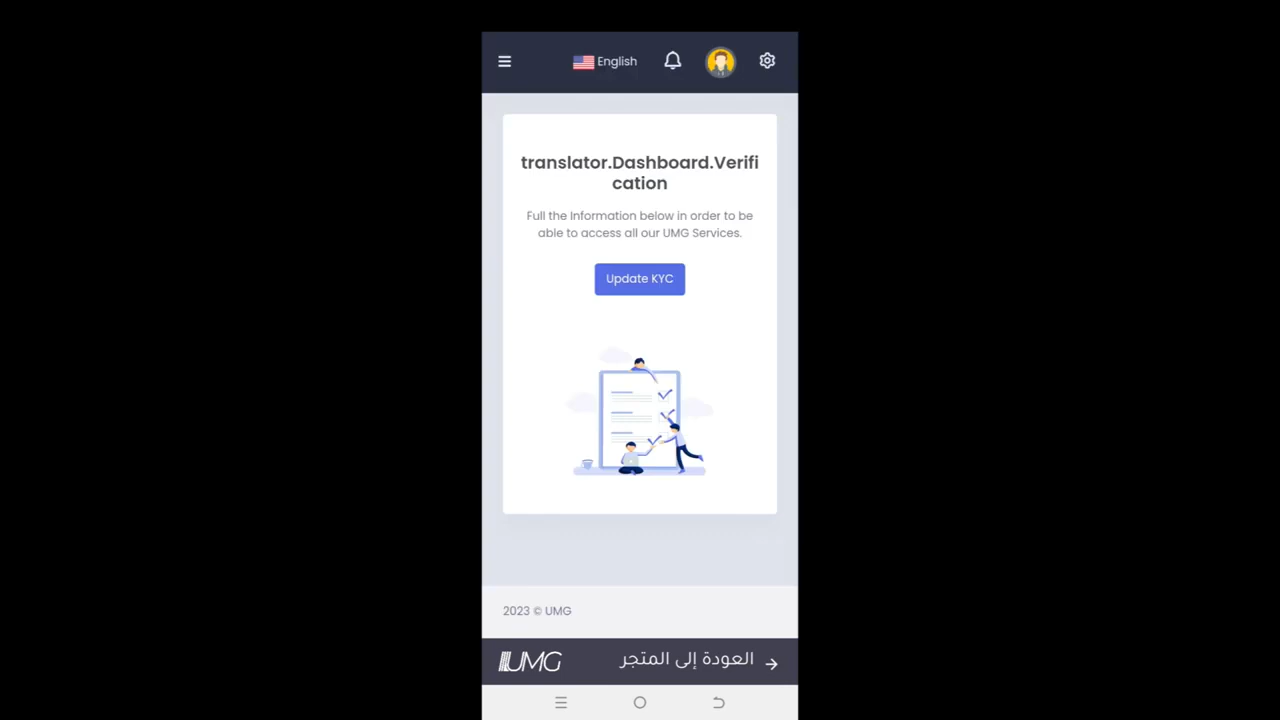 English
translator.Dashboard.Verifi
cation
Full the Information below in order to be
able to access all our UMG Services.
Update KYC
2023 © UMG
UMG
العودة إلى المتجر